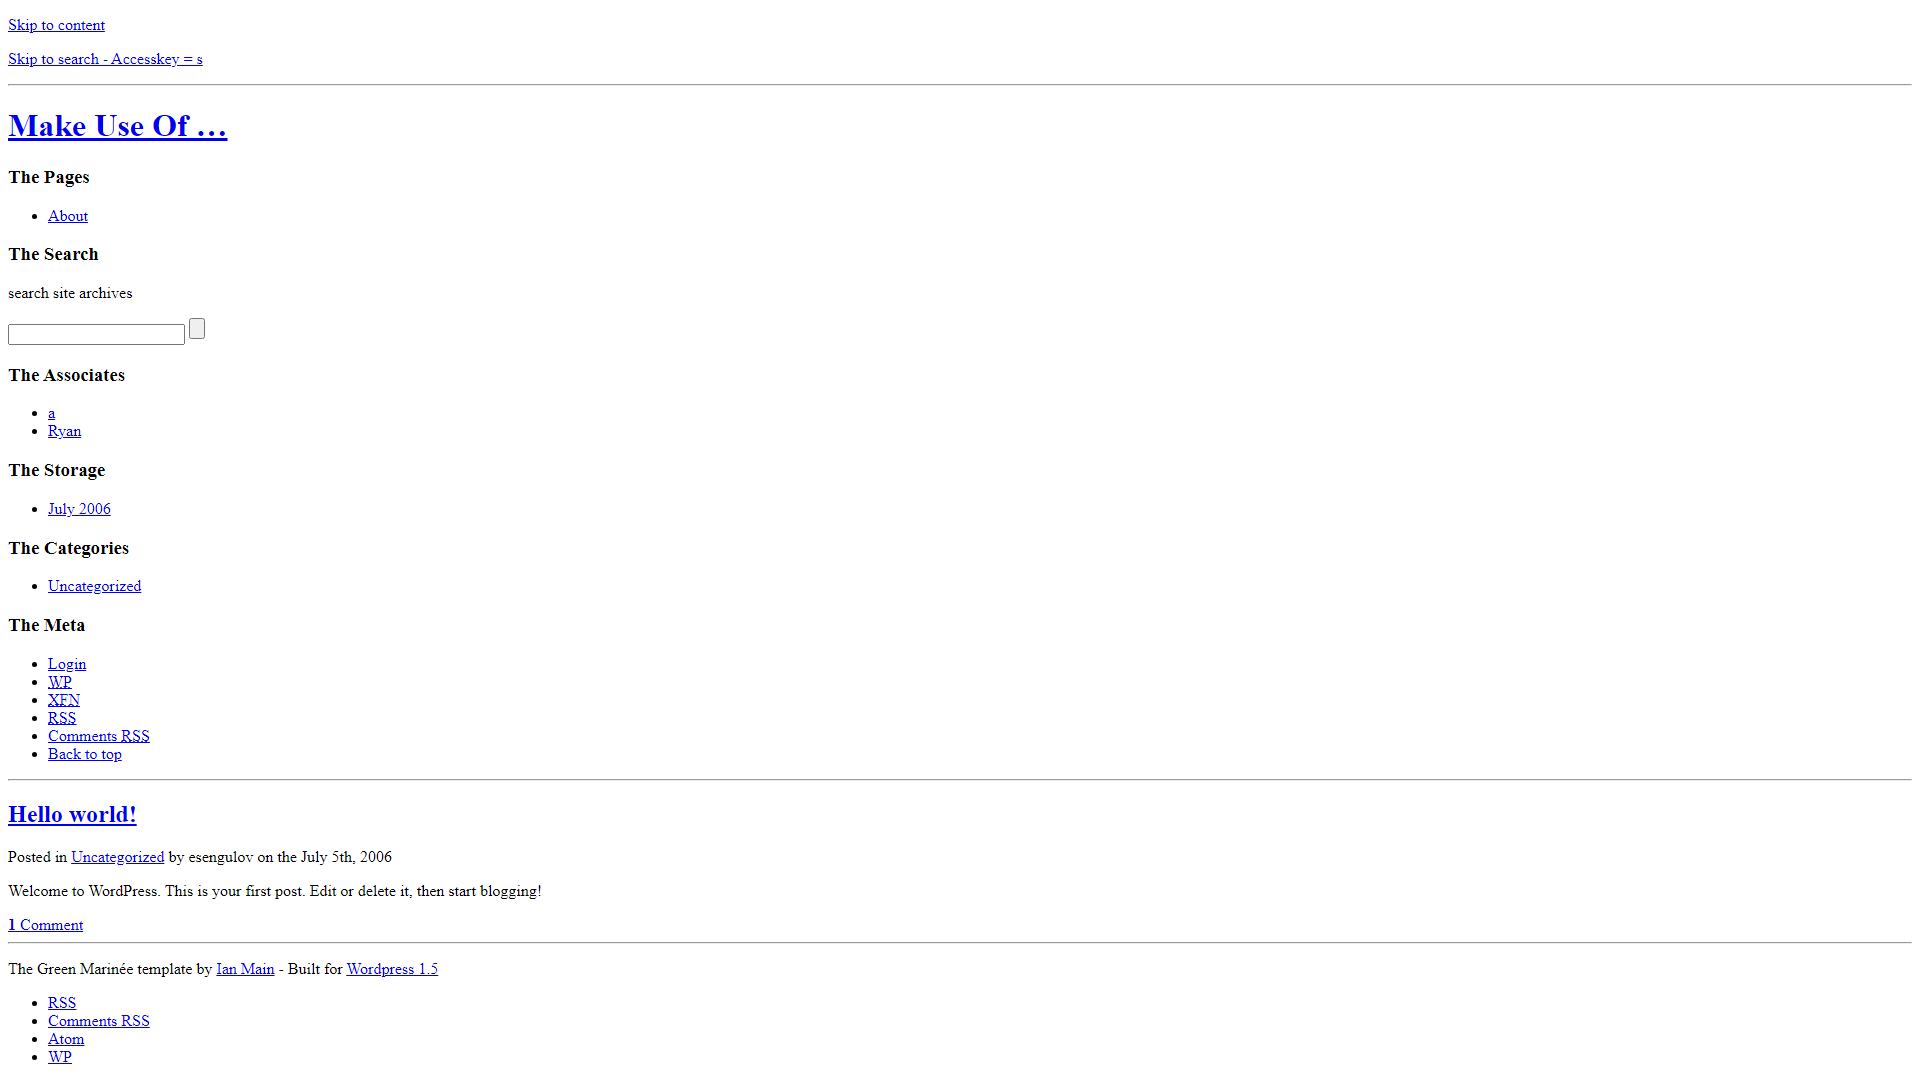 Skip to content
Skip to search - Accesskey = s
Make Use Of …
The Pages
About
The Search
search site archives
The Associates
a
Ryan
The Storage
July 2006
The Categories
Uncategorized
The Meta
Login
WP
XFN
RSS
Comments RSS
Back to top
Hello world!
Posted in Uncategorized by esengulov on the July 5th, 2006
Welcome to WordPress. This is your first post. Edit or delete it, then start blogging!
1 Comment
The Green Marinée template by Ian Main - Built for Wordpress 1.5
RSS
Comments RSS
Atom
WP